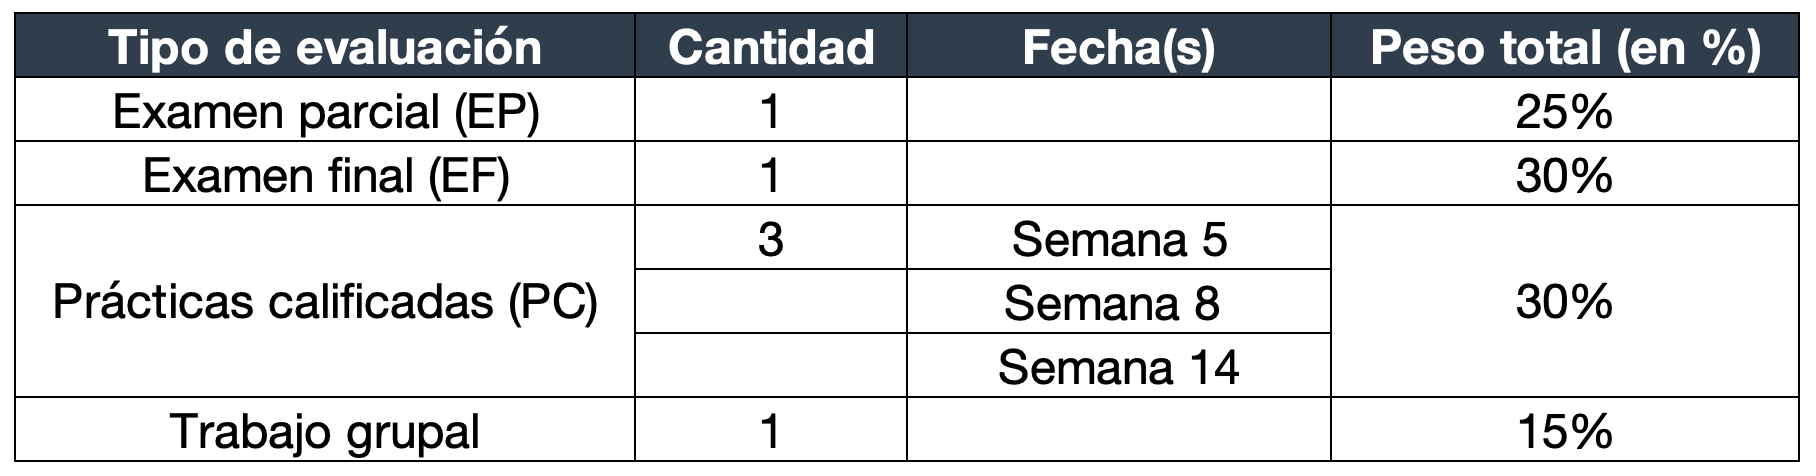 Tipo de evaluación Cantidad Fecha(s) Peso total (en %)
Examen parcial (EP) 1 25%
Examen final (EF) 1 30%
Prácticas calificadas (PC) 3 Semana 5 30%
Semana 8
Semana 14
Trabajo grupal 1 15%